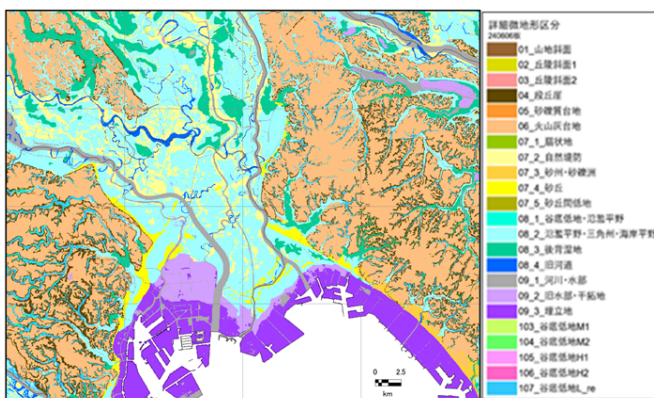 詳細微地形区分
240606版
01_山地斜面
02_丘陵斜面1
03_丘陵斜面2
04_段丘崖
05_砂礫質台地
06_火山灰台地
07_1_扇状地
07_2_自然堤防
07_3_砂州・砂礫洲
07_4_砂丘
07_5_砂丘間低地
08_1_谷底低地・氾濫平野
08_2_氾濫平野・三角州・海岸平野
08_3_後背湿地
08_4_旧河道
09_1_河川・水部
09_2_旧水部・干拓地
09_3_埋立地
103_谷底低地M1
104_谷底低地M2
105_谷底低地H1
106_谷底低地H2
107_谷底低地L_re
0 2.5
km